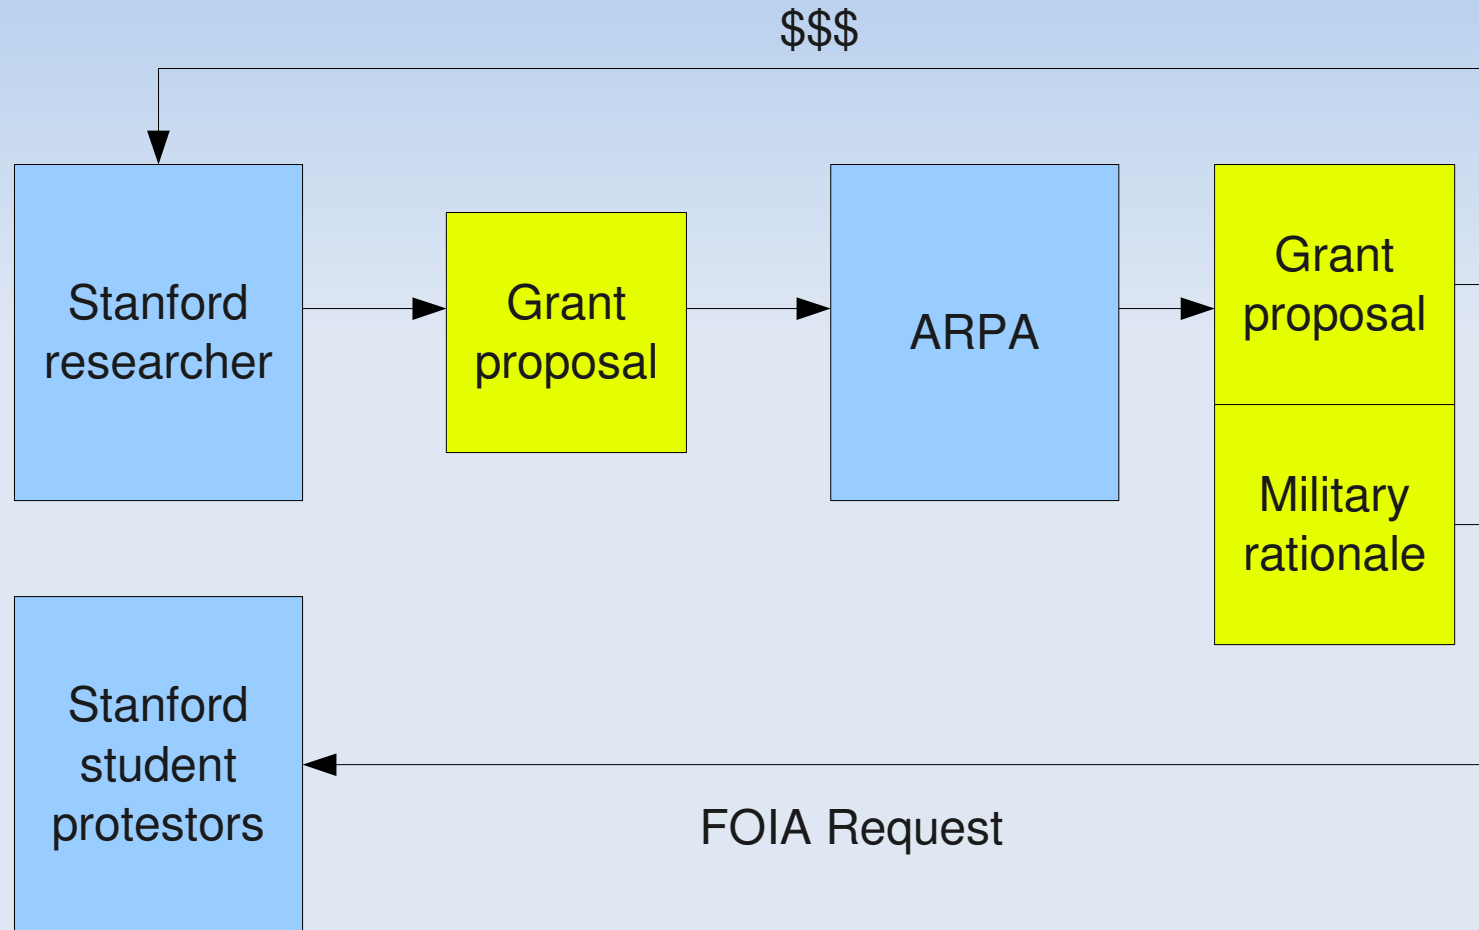 $$$
Stanford
researcher
Grant
proposal
ARPA
Grant
proposal
Military
rationale
Stanford
student
protestors
FOIA Request